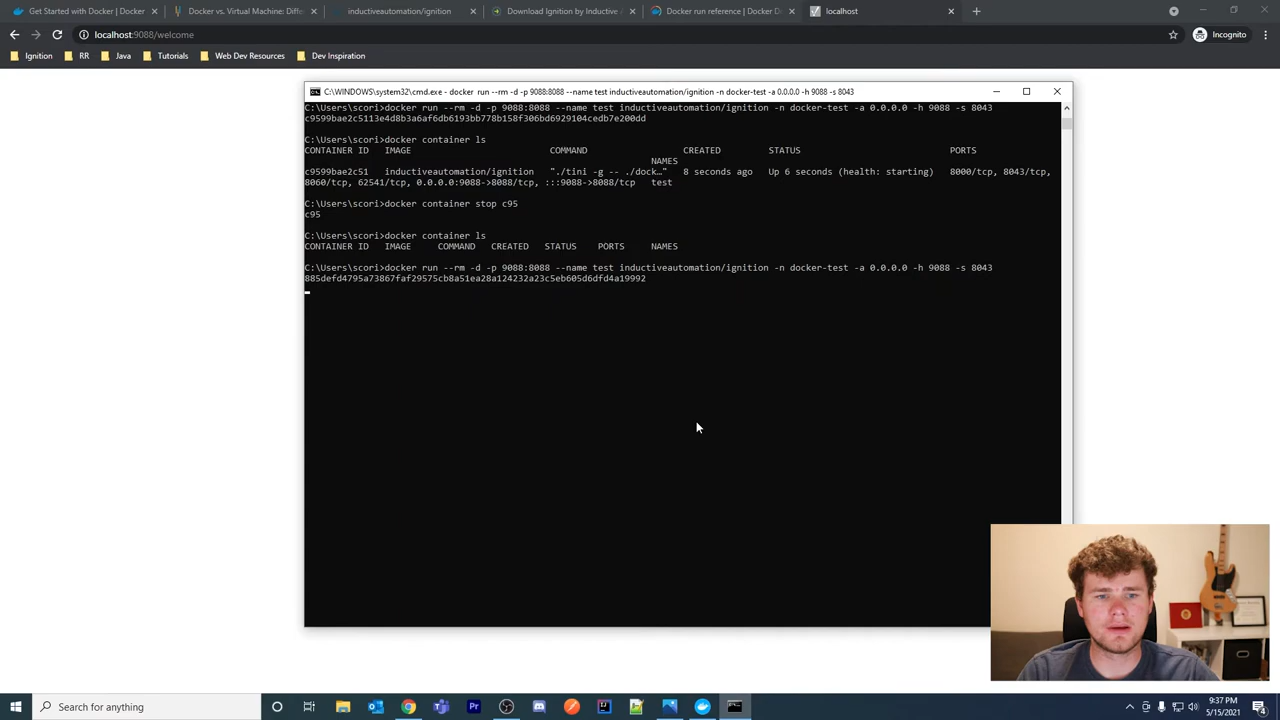 Get Started with Docker | Docker
Docker vs. Virtual Machine: Diffe
inductiveautomation/ignition
Download Ignition by Inductive A
Docker run reference | Docker D
localhost
Incognito
localhost:9088/welcome
Ignition
RR
Java
Tutorials
Web Dev Resources
Dev Inspiration
C:\WINDOWS\system32\cmd.exe - docker run --rm -d -p 9088:8088 --name test inductiveautomation/ignition -n docker-test -a 0.0.0.0 -h 9088 -s 8043
C:\Users\scori>docker run --rm -d -p 9088:8088 --name test inductiveautomation/ignition -n docker-test -a 0.0.0.0 -h 9088 -s 8043
c9599bae2c5113e4d8b3a6af6db6193bb778b158f306bd6929104cedb7e200dd
C:\Users\scori>docker container ls
CONTAINER ID IMAGE COMMAND CREATED STATUS PORTS
NAMES
c9599bae2c51 inductiveautomation/ignition "./tini -g -- ./dock…" 8 seconds ago Up 6 seconds (health: starting) 8000/tcp, 8043/tcp,
8060/tcp, 62541/tcp, 0.0.0.0:9088->8088/tcp, :::9088->8088/tcp test
C:\Users\scori>docker container stop c95
c95
C:\Users\scori>docker container ls
CONTAINER ID IMAGE COMMAND CREATED STATUS PORTS NAMES
C:\Users\scori>docker run --rm -d -p 9088:8088 --name test inductiveautomation/ignition -n docker-test -a 0.0.0.0 -h 9088 -s 8043
885defd4795a73867faf29575cb8a51ea28a124232a23c5eb605d6dfd4a19992
Search for anything
9:37 PM
5/15/2021